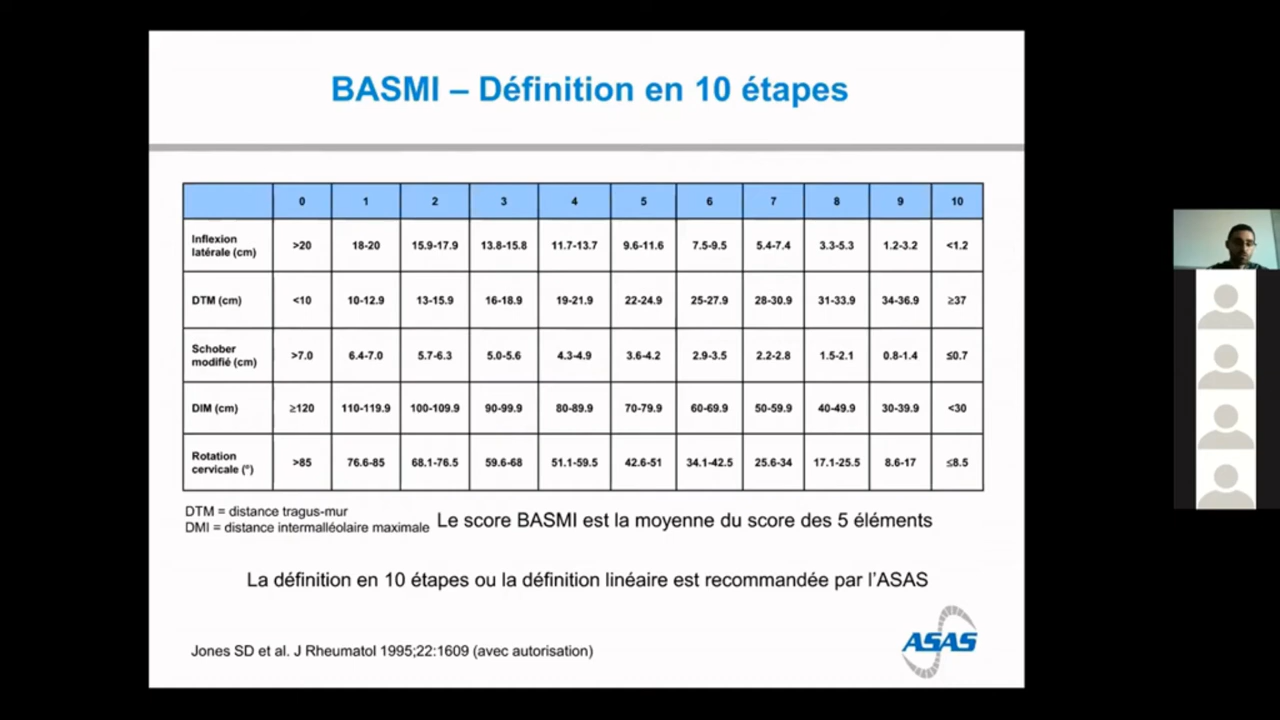 BASMI – Définition en 10 étapes
0 1 2 3 4 5 6 7 8 9 10
Inflexion
latérale (cm) >20 18-20 15.9-17.9 13.8-15.8 11.7-13.7 9.6-11.6 7.5-9.5 5.4-7.4 3.3-5.3 1.2-3.2 <1.2
DTM (cm) <10 10-12.9 13-15.9 16-18.9 19-21.9 22-24.9 25-27.9 28-30.9 31-33.9 34-36.9 ≥37
Schober
modifié (cm) >7.0 6.4-7.0 5.7-6.3 5.0-5.6 4.3-4.9 3.6-4.2 2.9-3.5 2.2-2.8 1.5-2.1 0.8-1.4 ≤0.7
DIM (cm) ≥120 110-119.9 100-109.9 90-99.9 80-89.9 70-79.9 60-69.9 50-59.9 40-49.9 30-39.9 <30
Rotation
cervicale (°) >85 76.6-85 68.1-76.5 59.6-68 51.1-59.5 42.6-51 34.1-42.5 25.6-34 17.1-25.5 8.6-17 ≤8.5
DTM = distance tragus-mur
DMI = distance intermalléolaire maximale
Le score BASMI est la moyenne du score des 5 éléments
La définition en 10 étapes ou la définition linéaire est recommandée par l'ASAS
Jones SD et al. J Rheumatol 1995;22:1609 (avec autorisation)
ASAS